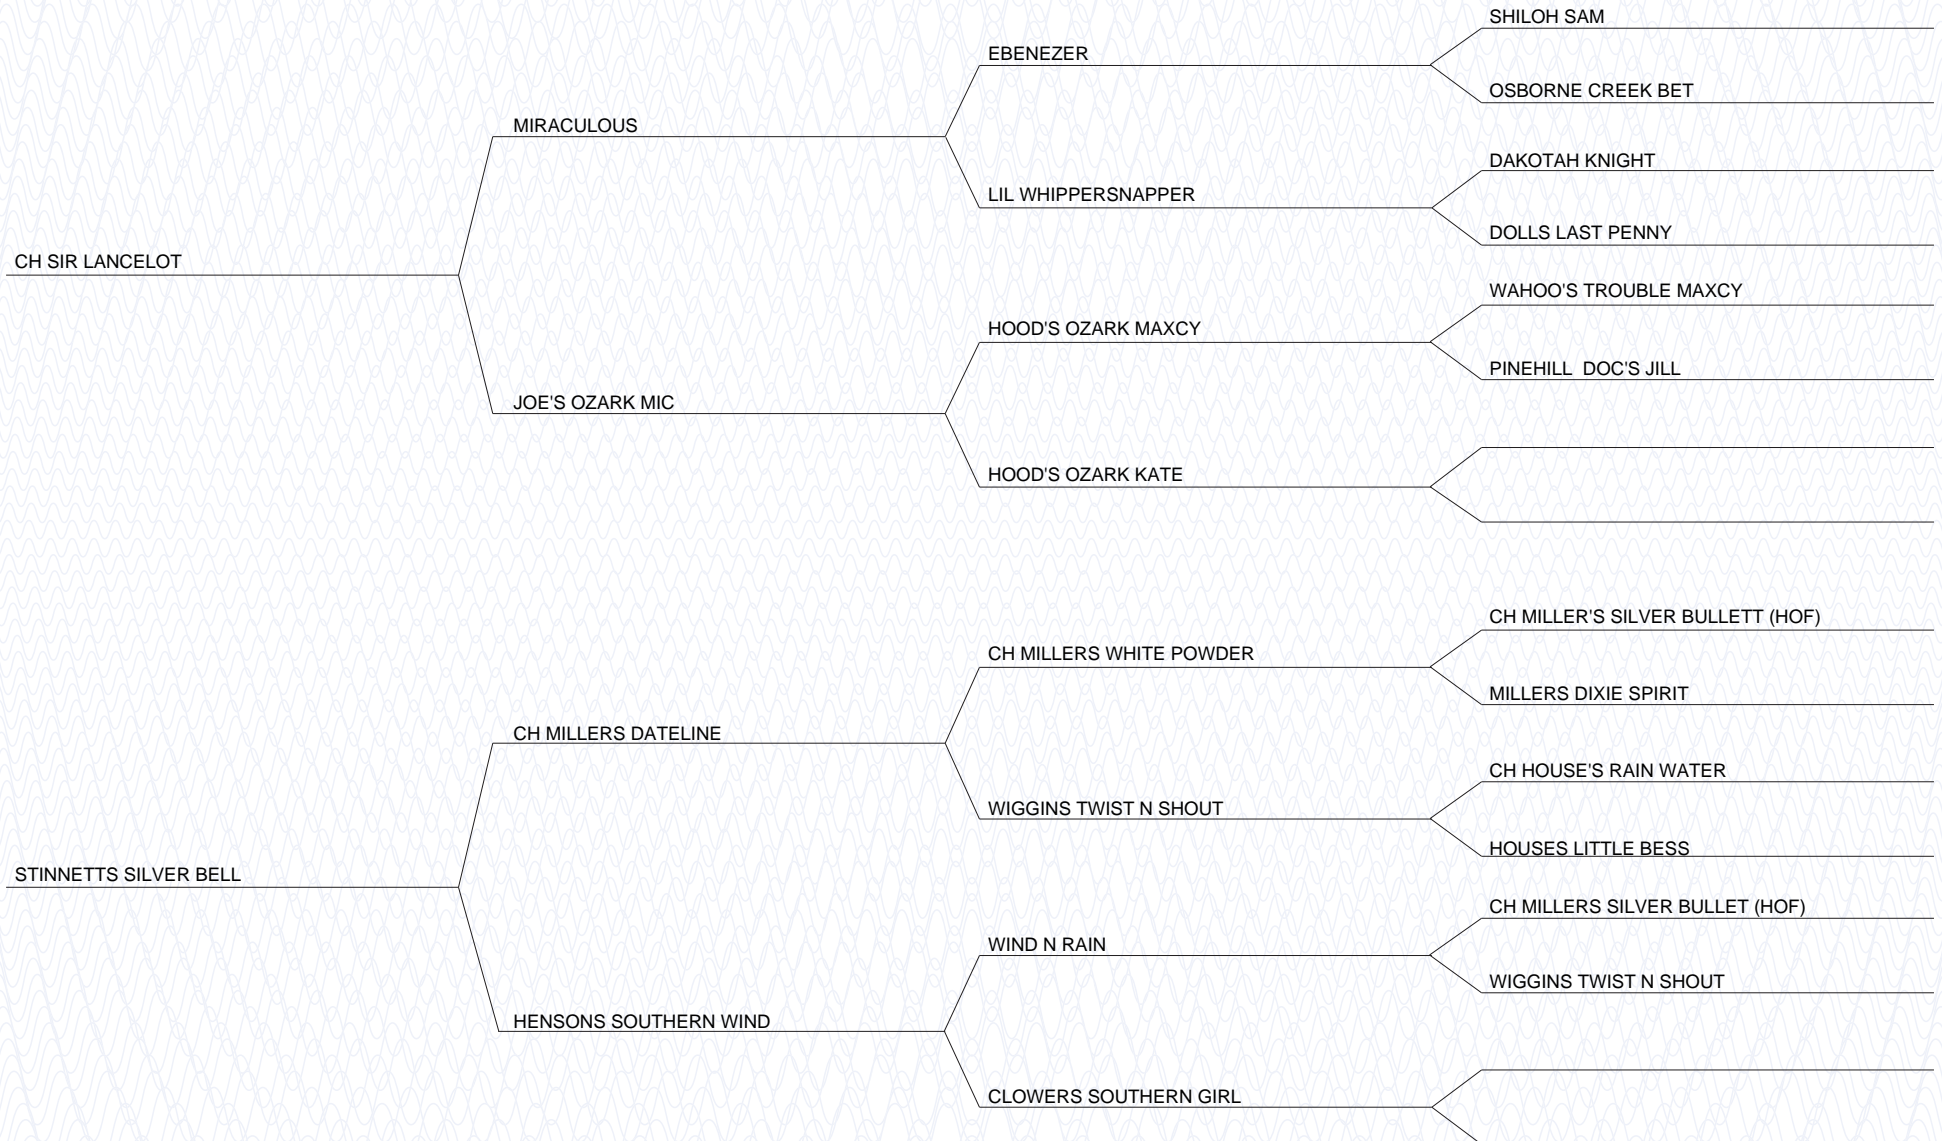 SHILOH SAM
EBENEZER
OSBORNE CREEK BET
MIRACULOUS
DAKOTAH KNIGHT
LIL WHIPPERSNAPPER
DOLLS LAST PENNY
CH SIR LANCELOT
WAHOO'S TROUBLE MAXCY
HOOD'S OZARK MAXCY
PINEHILL  DOC'S JILL
JOE'S OZARK MIC
HOOD'S OZARK KATE
CH MILLER'S SILVER BULLETT (HOF)
CH MILLERS WHITE POWDER
MILLERS DIXIE SPIRIT
CH MILLERS DATELINE
CH HOUSE'S RAIN WATER
WIGGINS TWIST N SHOUT
HOUSES LITTLE BESS
STINNETTS SILVER BELL
CH MILLERS SILVER BULLET (HOF)
WIND N RAIN
WIGGINS TWIST N SHOUT
HENSONS SOUTHERN WIND
CLOWERS SOUTHERN GIRL